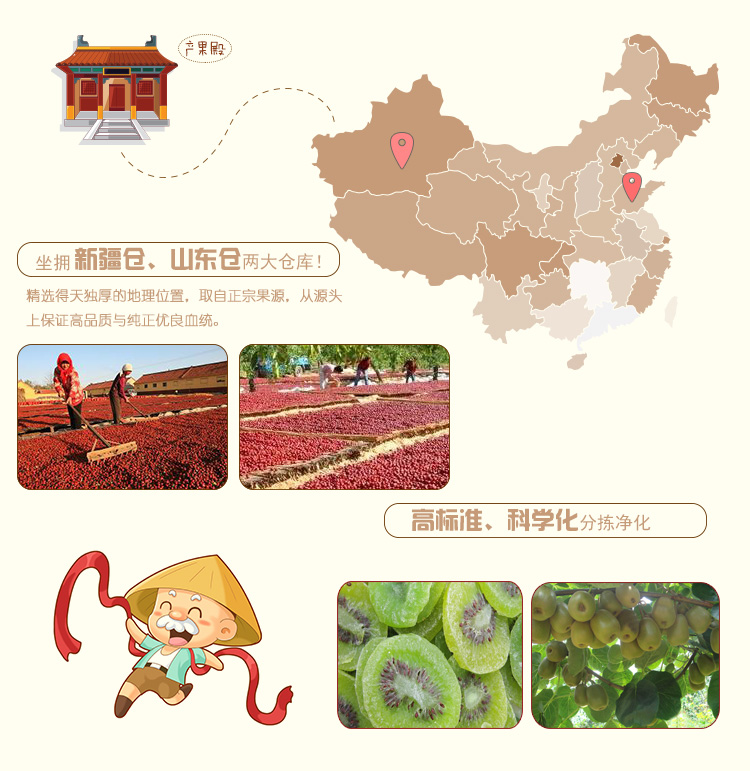 产果殿
坐拥 新疆仓、山东仓两大仓库！
精选得天独厚的地理位置，取自正宗果源，从源头
上保证高品质与纯正优良血统。
高标准、科学化分拣净化